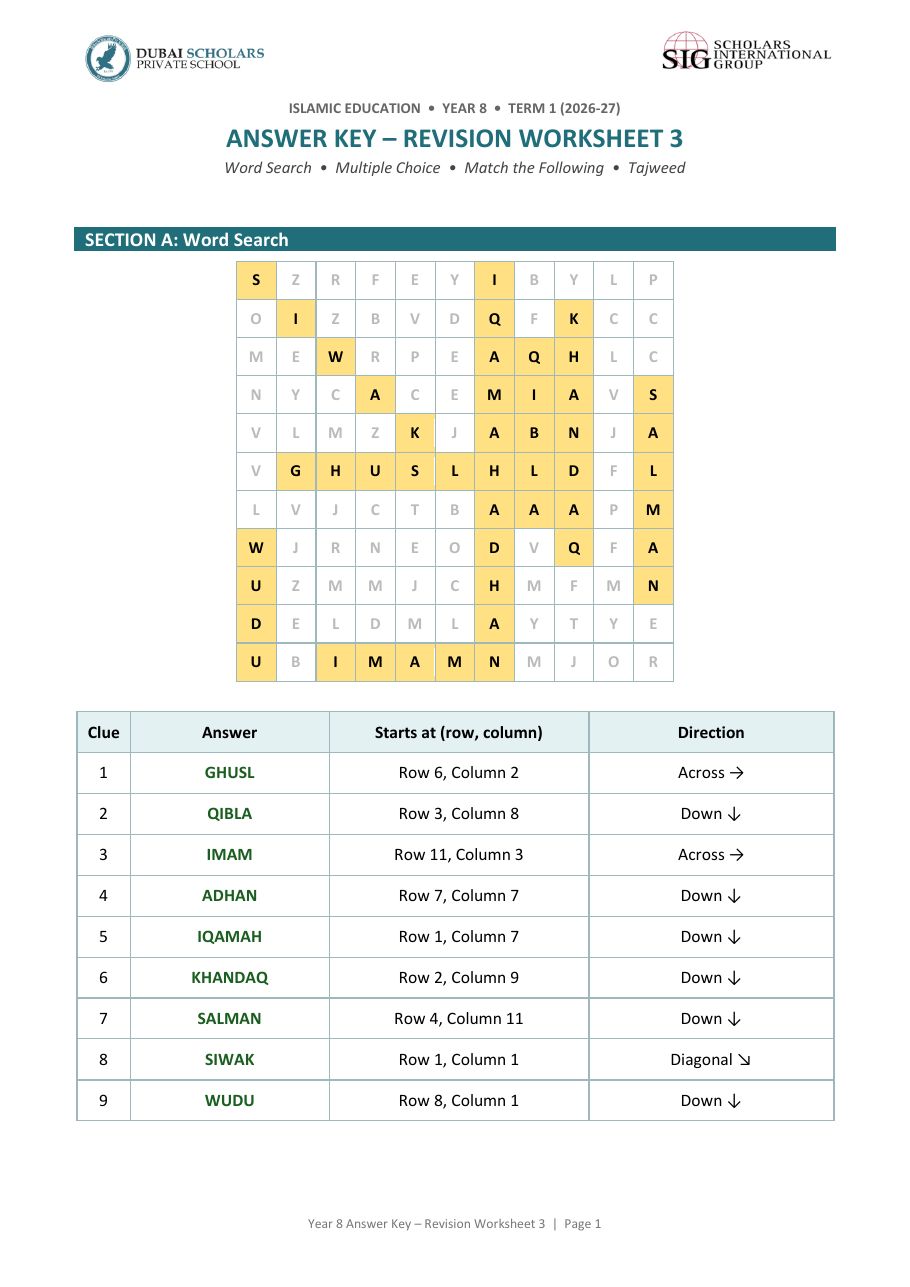 DUBAI SCHOLARS
PRIVATE SCHOOL
SIG SCHOLARS
INTERNATIONAL
GROUP
ISLAMIC EDUCATION • YEAR 8 • TERM 1 (2026-27)
ANSWER KEY – REVISION WORKSHEET 3
Word Search • Multiple Choice • Match the Following • Tajweed
SECTION A: Word Search
S Z R F E Y I B Y L P
O I Z B V D Q F K C C
M E W R P E A Q H L C
N Y C A C E M I A V S
V L M Z K J A B N J A
V G H U S L H L D F L
L V J C T B A A A P M
W J R N E O D V Q F A
U Z M M J C H M F M N
D E L D M L A Y T Y E
U B I M A M N M J O R
Clue Answer Starts at (row, column) Direction
1 GHUSL Row 6, Column 2 Across →
2 QIBLA Row 3, Column 8 Down ↓
3 IMAM Row 11, Column 3 Across →
4 ADHAN Row 7, Column 7 Down ↓
5 IQAMAH Row 1, Column 7 Down ↓
6 KHANDAQ Row 2, Column 9 Down ↓
7 SALMAN Row 4, Column 11 Down ↓
8 SIWAK Row 1, Column 1 Diagonal ↘
9 WUDU Row 8, Column 1 Down ↓
Year 8 Answer Key – Revision Worksheet 3 | Page 1